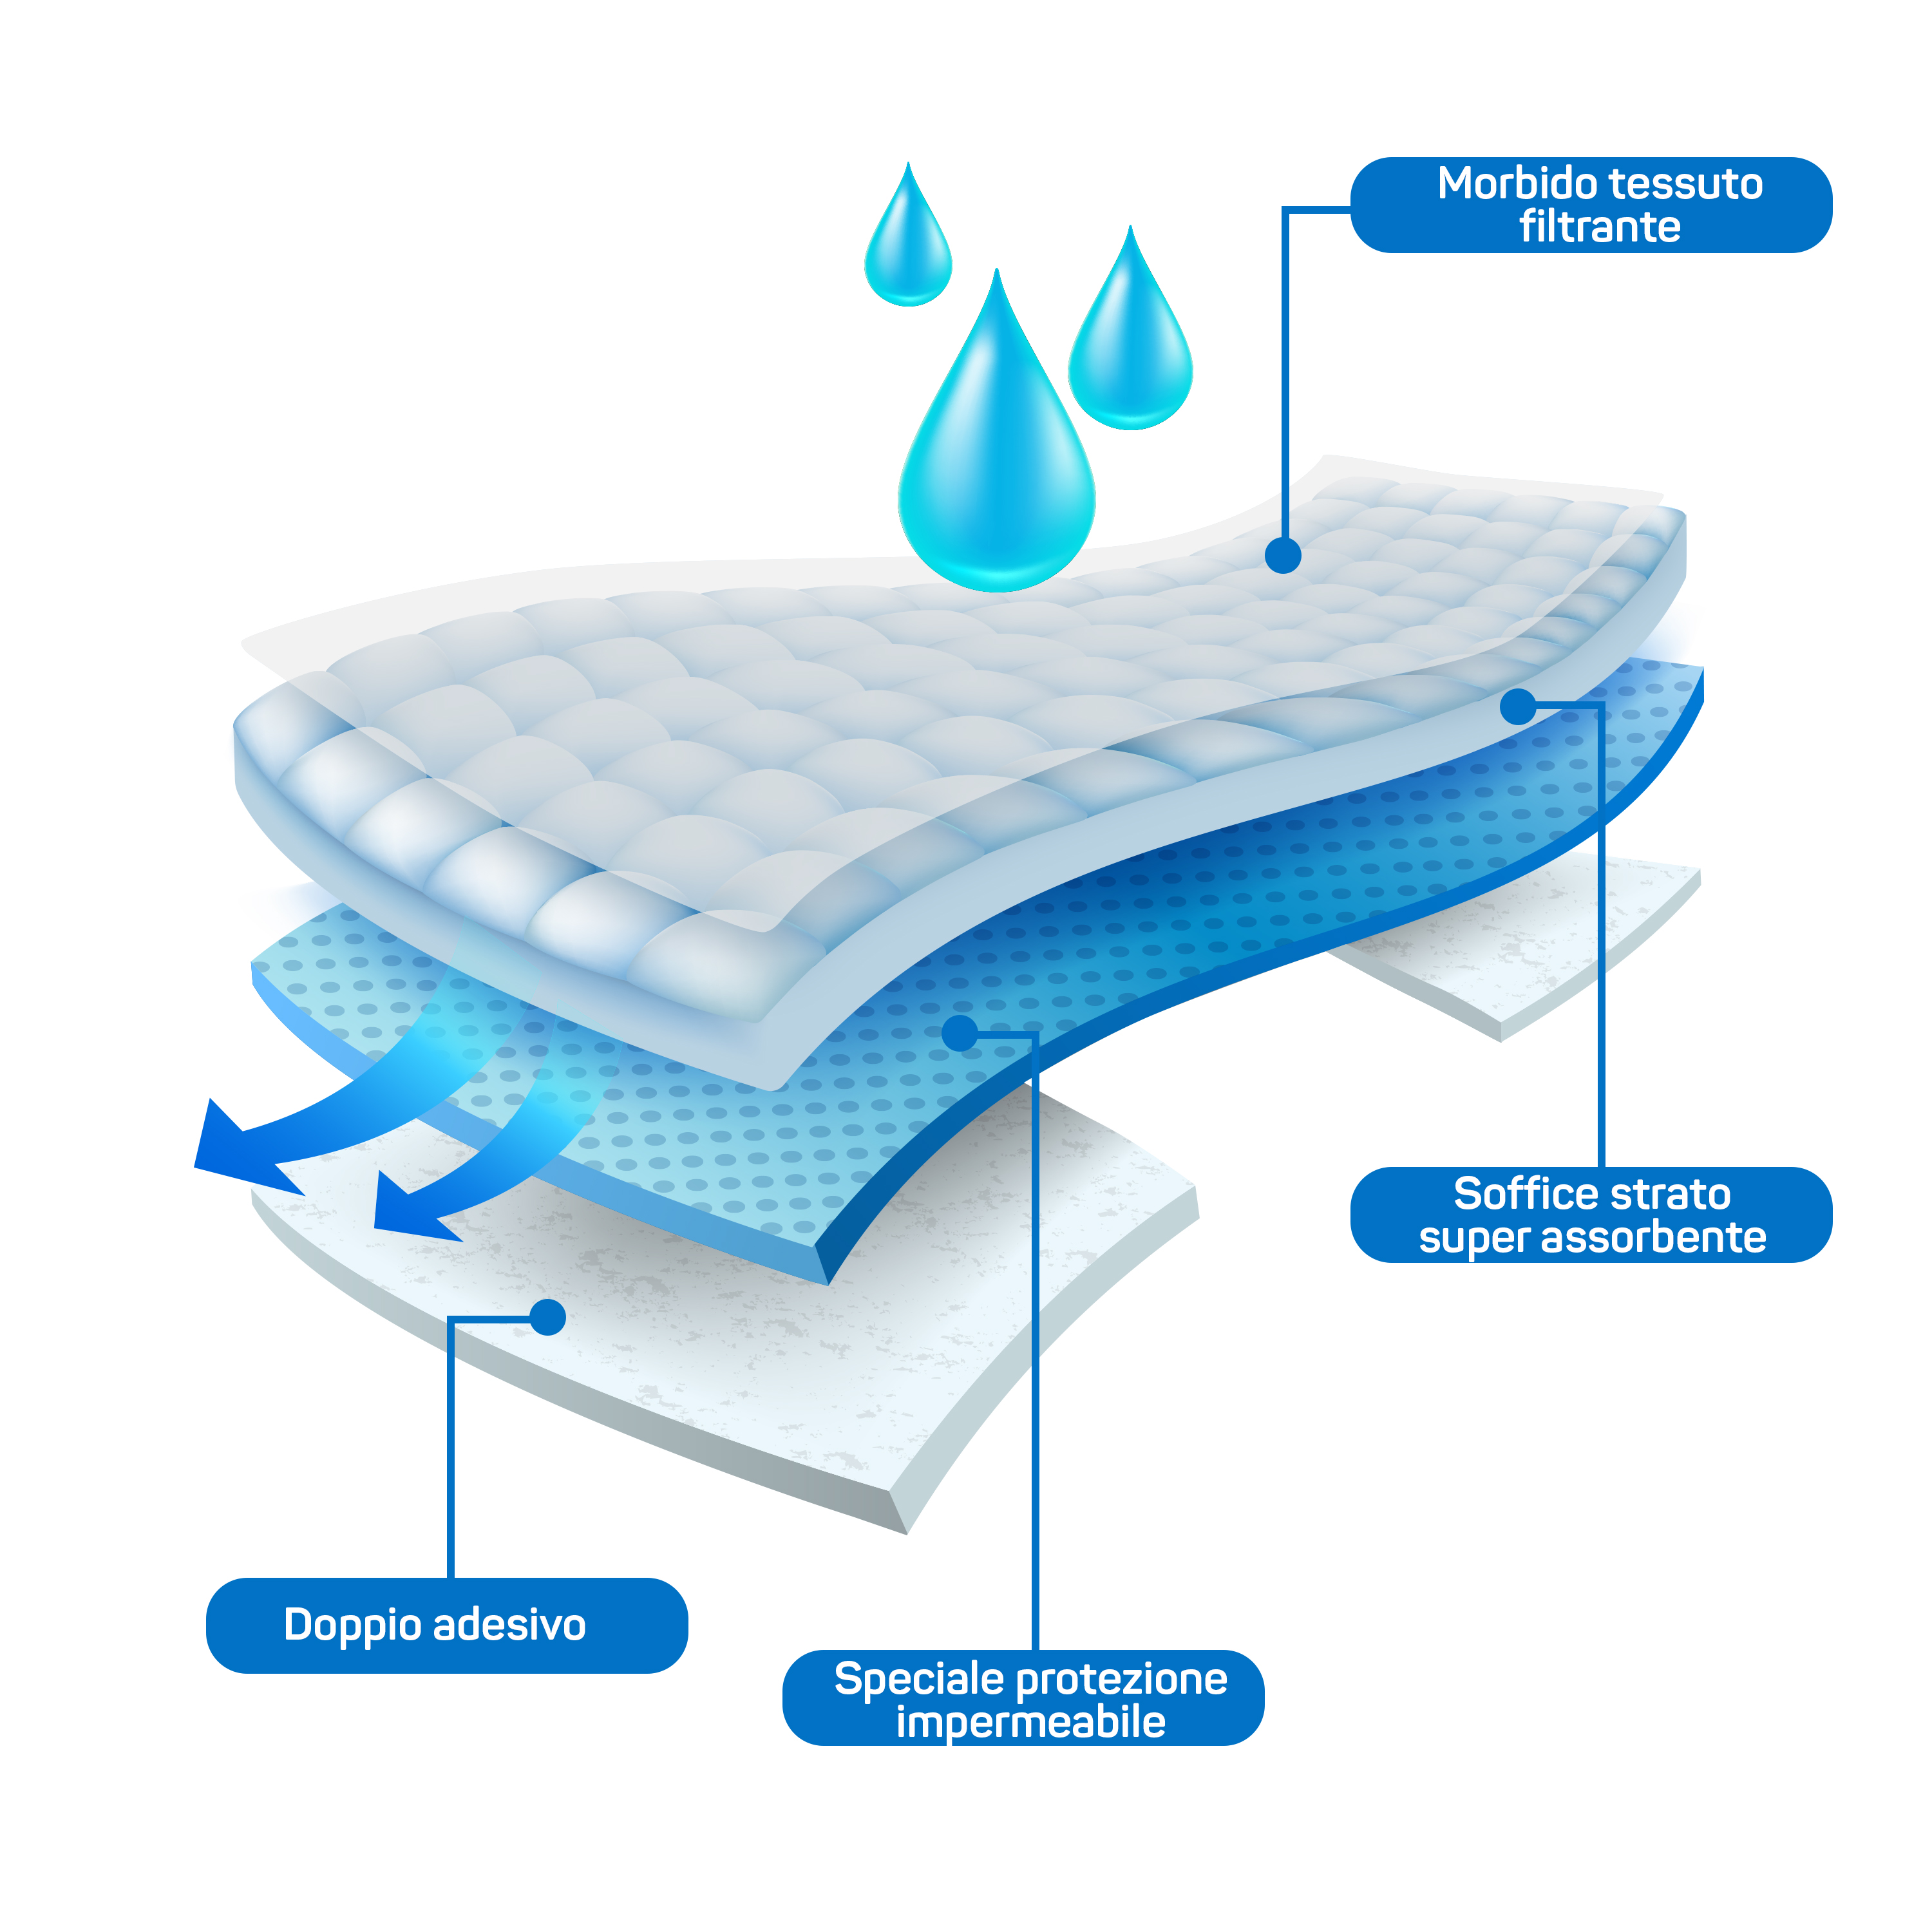 Morbido tessuto
filtrante
Soffice strato
super assorbente
Doppio adesivo
Speciale protezione
impermeabile